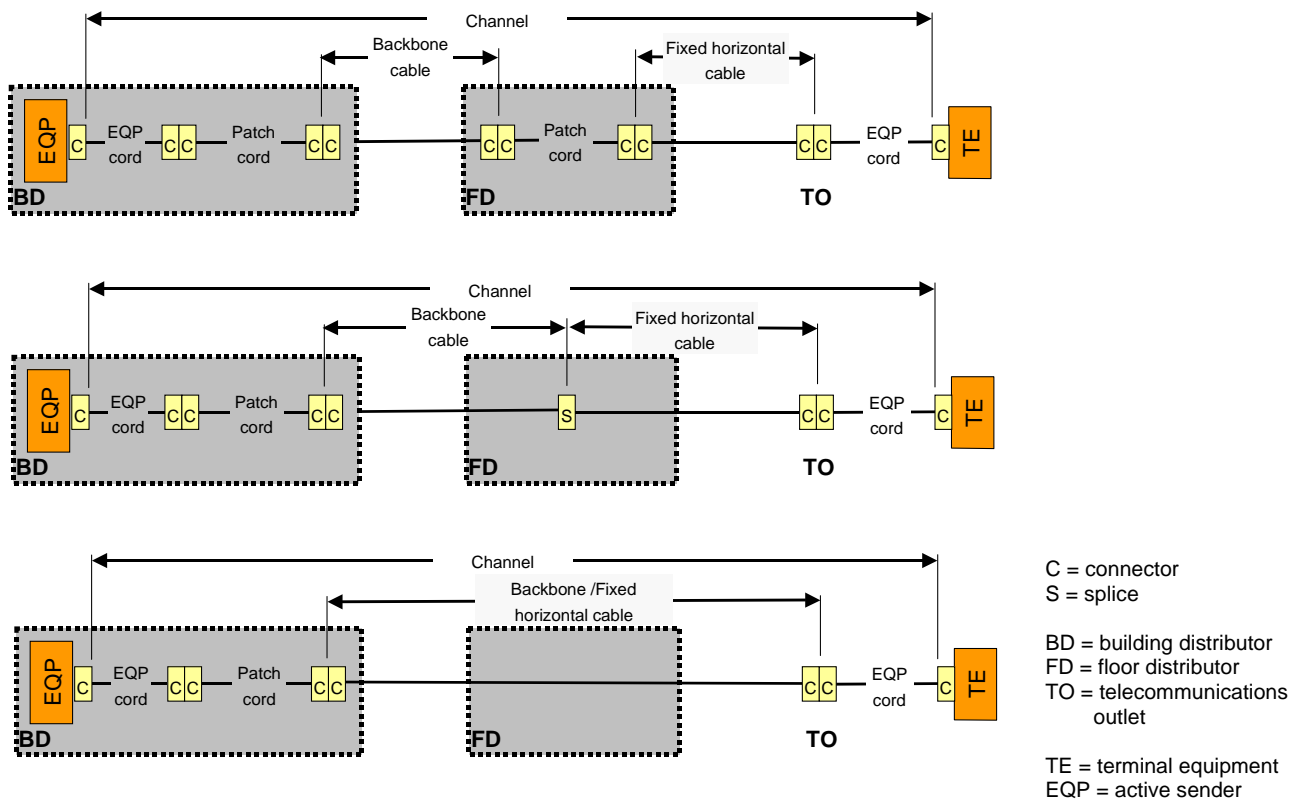 Channel
Backbone
cable
Fixed horizontal
cable
EQP
C
EQP
cord
C C
Patch
cord
C C
C C
Patch
cord
C C
C C
EQP
cord
C
TE
BD
FD
TO
Channel
Backbone
cable
Fixed horizontal
cable
EQP
C
EQP
cord
C C
Patch
cord
C C
S
C C
EQP
cord
C
TE
BD
FD
TO
Channel
Backbone /Fixed
horizontal cable
EQP
C
EQP
cord
C C
Patch
cord
C C
C C
EQP
cord
C
TE
BD
FD
TO
C = connector
S = splice
BD = building distributor
FD = floor distributor
TO = telecommunications
outlet
TE = terminal equipment
EQP = active sender